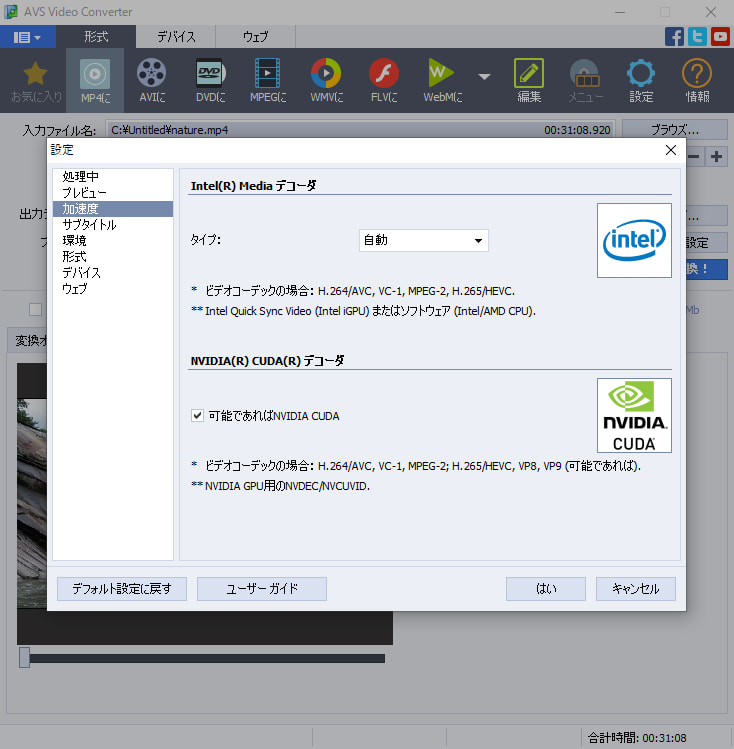 AVS Video Converter
形式
デバイス
ウェブ
お気に入り
MP4に
AVIに
DVDに
MPEGに
WMVに
FLVに
WebMに
編集
メニュー
設定
情報
入力ファイル名:
C:¥Untitled¥nature.mp4
00:31:08.920
ブラウズ...
設定
処理中
プレビュー
加速度
サブタイトル
環境
形式
デバイス
ウェブ
Intel(R) Media デコーダ
タイプ:
自動
intel
* ビデオコーデックの場合: H.264/AVC, VC-1, MPEG-2, H.265/HEVC.
** Intel Quick Sync Video (Intel iGPU) またはソフトウェア (Intel/AMD CPU).
NVIDIA(R) CUDA(R) デコーダ
可能であればNVIDIA CUDA
NVIDIA.
CUDA
* ビデオコーデックの場合: H.264/AVC, VC-1, MPEG-2; H.265/HEVC, VP8, VP9 (可能であれば).
** NVIDIA GPU用のNVDEC/NVCUVID.
デフォルト設定に戻す
ユーザー ガイド
はい
キャンセル
設定
換！
Mb
合計時間: 00:31:08